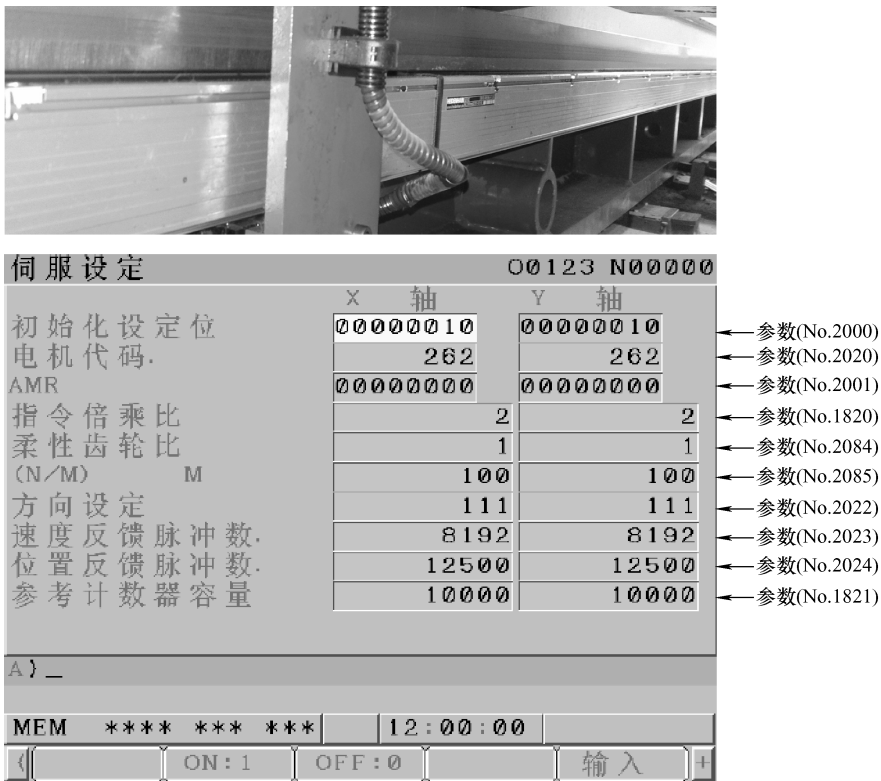 伺服设定 O0123 N00000
X 轴 Y 轴
初始化设定位 00000010 00000010 参数(No.2000)
电机代码. 262 262 参数(No.2020)
AMR 00000000 00000000 参数(No.2001)
指令倍乘比 2 2 参数(No.1820)
柔性齿轮比 1 1 参数(No.2084)
(N/M) M 100 100 参数(No.2085)
方向设定 111 111 参数(No.2022)
速度反馈脉冲数. 8192 8192 参数(No.2023)
位置反馈脉冲数. 12500 12500 参数(No.2024)
参考计数器容量 10000 10000 参数(No.1821)
A)_
MEM **** *** *** 12:00:00
( ON:1 OFF:0 输入 +